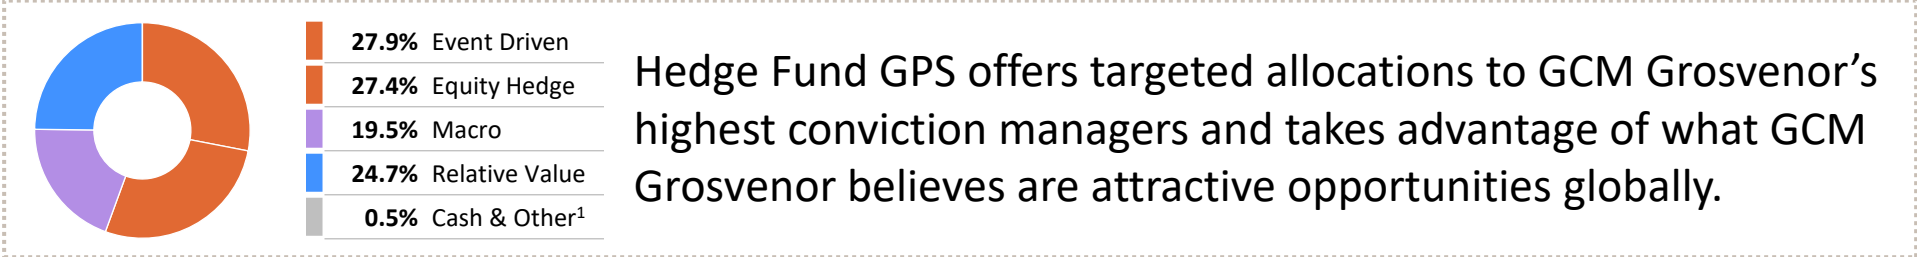 27.9% Event Driven
27.4% Equity Hedge
19.5% Macro
24.7% Relative Value
0.5% Cash & Other¹
Hedge Fund GPS offers targeted allocations to GCM Grosvenor’s
highest conviction managers and takes advantage of what GCM
Grosvenor believes are attractive opportunities globally.